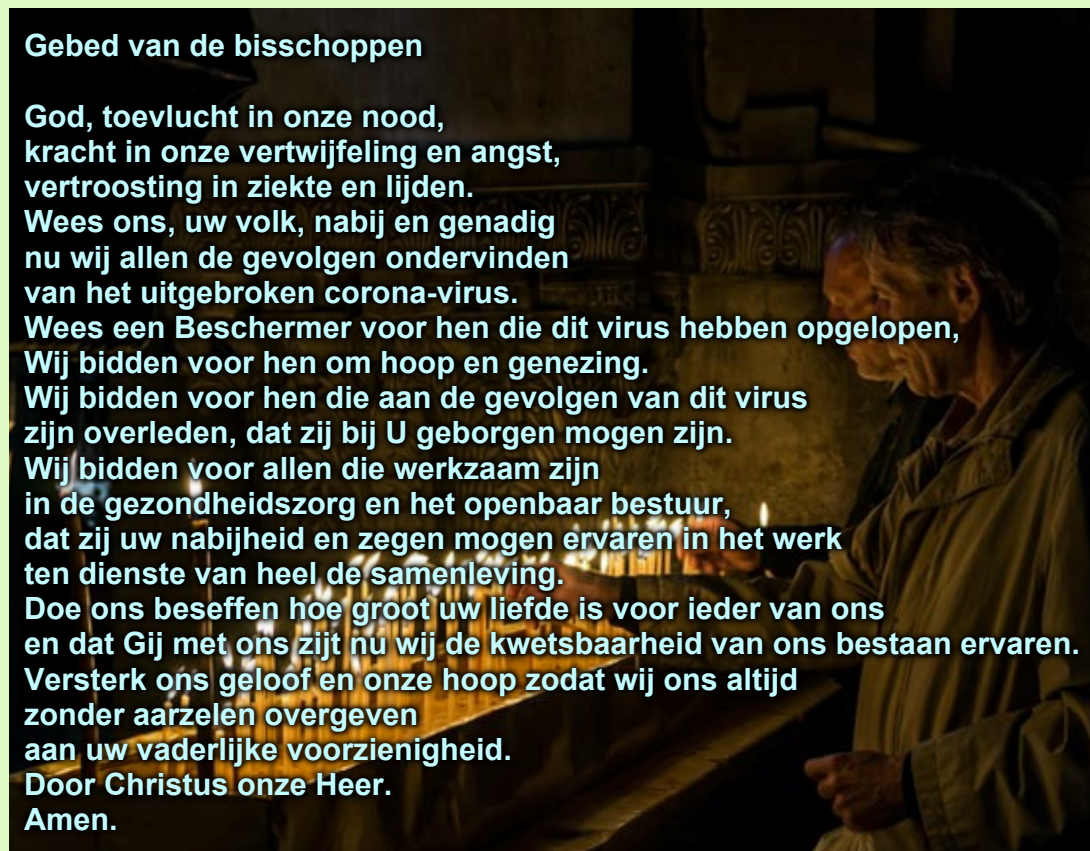 Gebed van de bisschoppen
God, toevlucht in onze nood,
kracht in onze vertwijfeling en angst,
vertroosting in ziekte en lijden.
Wees ons, uw volk, nabij en genadig
nu wij allen de gevolgen ondervinden
van het uitgebroken corona-virus.
Wees een Beschermer voor hen die dit virus hebben opgelopen,
Wij bidden voor hen om hoop en genezing.
Wij bidden voor hen die aan de gevolgen van dit virus
zijn overleden, dat zij bij U geborgen mogen zijn.
Wij bidden voor allen die werkzaam zijn
in de gezondheidszorg en het openbaar bestuur,
dat zij uw nabijheid en zegen mogen ervaren in het werk
ten dienste van heel de samenleving.
Doe ons beseffen hoe groot uw liefde is voor ieder van ons
en dat Gij met ons zijt nu wij de kwetsbaarheid van ons bestaan ervaren.
Versterk ons geloof en onze hoop zodat wij ons altijd
zonder aarzelen overgeven
aan uw vaderlijke voorzienigheid.
Door Christus onze Heer.
Amen.